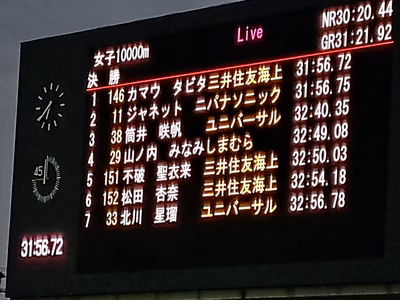 Live
NR30:20.44
女子10000m
GR31:21.92
決 勝
1 146 カマウ タビタ 三井住友海上 31:56.72
2 11 ジャネット ニバ ナソニック 31:56.75
3 38 筒井 咲帆 ユニバーサル 32:40.35
4 29 山ノ内 みなみ しまむら 32:49.08
5 151 不破 聖衣来 三井住友海上 32:50.03
6 152 松田 杏奈 三井住友海上 32:54.18
7 33 北川 星瑠 ユニバーサル 32:56.78
45
31:56.72